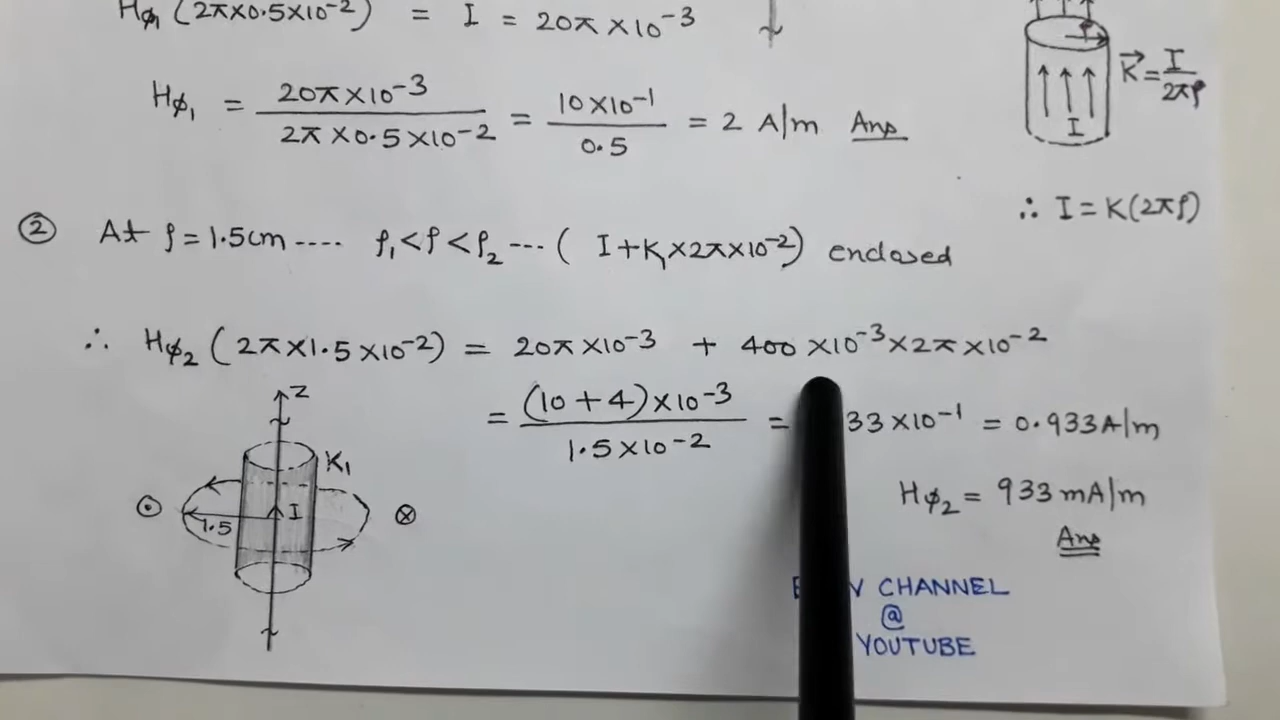 Hϕ₁ (2π×0.5×10⁻²) = I = 20π×10⁻³
Hϕ₁ = 20π×10⁻³ / 2π×0.5×10⁻² = 10×10⁻¹ / 0.5 = 2 A/m Ans
K⃗ = I / 2πρ
I
∴ I = K(2πρ)
② At ρ = 1.5cm .... ρ₁<ρ<ρ₂ --- ( I+K₁×2π×10⁻²) enclosed
∴ Hϕ₂ (2π×1.5×10⁻²) = 20π×10⁻³ + 400×10⁻³×2π×10⁻²
= (10+4)×10⁻³ / 1.5×10⁻² = 33×10⁻¹ = 0.933A/m
Hϕ₂ = 933 mA/m
Ans
Z
K₁
I
1.5
CHANNEL
@
YOUTUBE